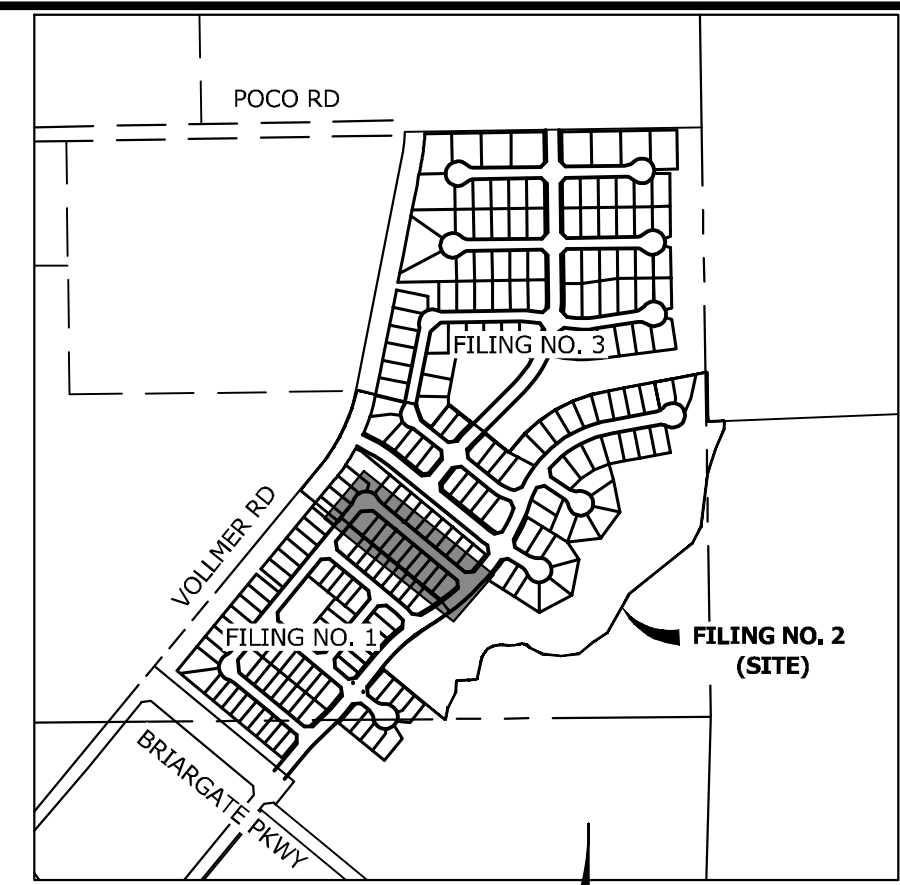 POCO RD
FILING NO. 3
VOLLMER RD
FILING NO. 1
FILING NO. 2
(SITE)
BRIARGATE PKWY